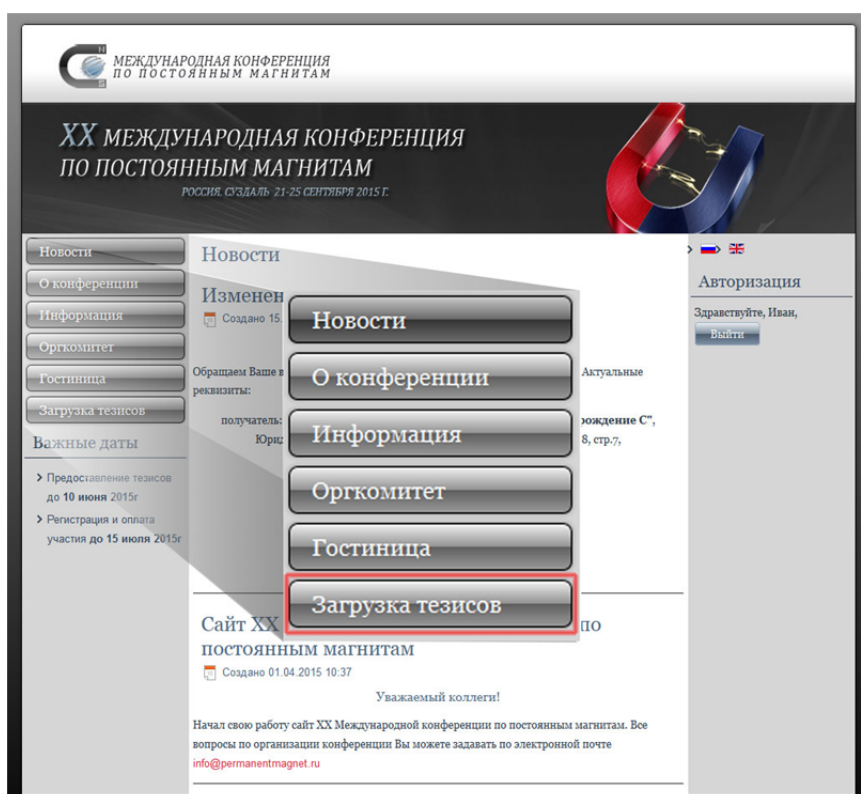 N
S
МЕЖДУНАРОДНАЯ КОНФЕРЕНЦИЯ
ПО ПОСТОЯННЫМ МАГНИТАМ
XX МЕЖДУНАРОДНАЯ КОНФЕРЕНЦИЯ
ПО ПОСТОЯННЫМ МАГНИТАМ
РОССИЯ, СУЗДАЛЬ 21-25 СЕНТЯБРЯ 2015 Г.
Новости
О конференции
Информация
Оргкомитет
Гостиница
Загрузка тезисов
Важные даты
Предоставление тезисов
до 10 июня 2015г
Регистрация и оплата
участия до 15 июля 2015г
Новости
Изменен
Создано 15.
Обращаем Ваше в Актуальные
реквизиты:
получатель: рождение С",
Юрид 8, стр.7,
Новости
О конференции
Информация
Оргкомитет
Гостиница
Загрузка тезисов
Сайт XX по
постоянным магнитам
Создано 01.04.2015 10:37
Уважаемый коллеги!
Начал свою работу сайт XX Международной конференции по постоянным магнитам. Все
вопросы по организации конференции Вы можете задавать по электронной почте
info@permanentmagnet.ru
Авторизация
Здравствуйте, Иван,
Выйти